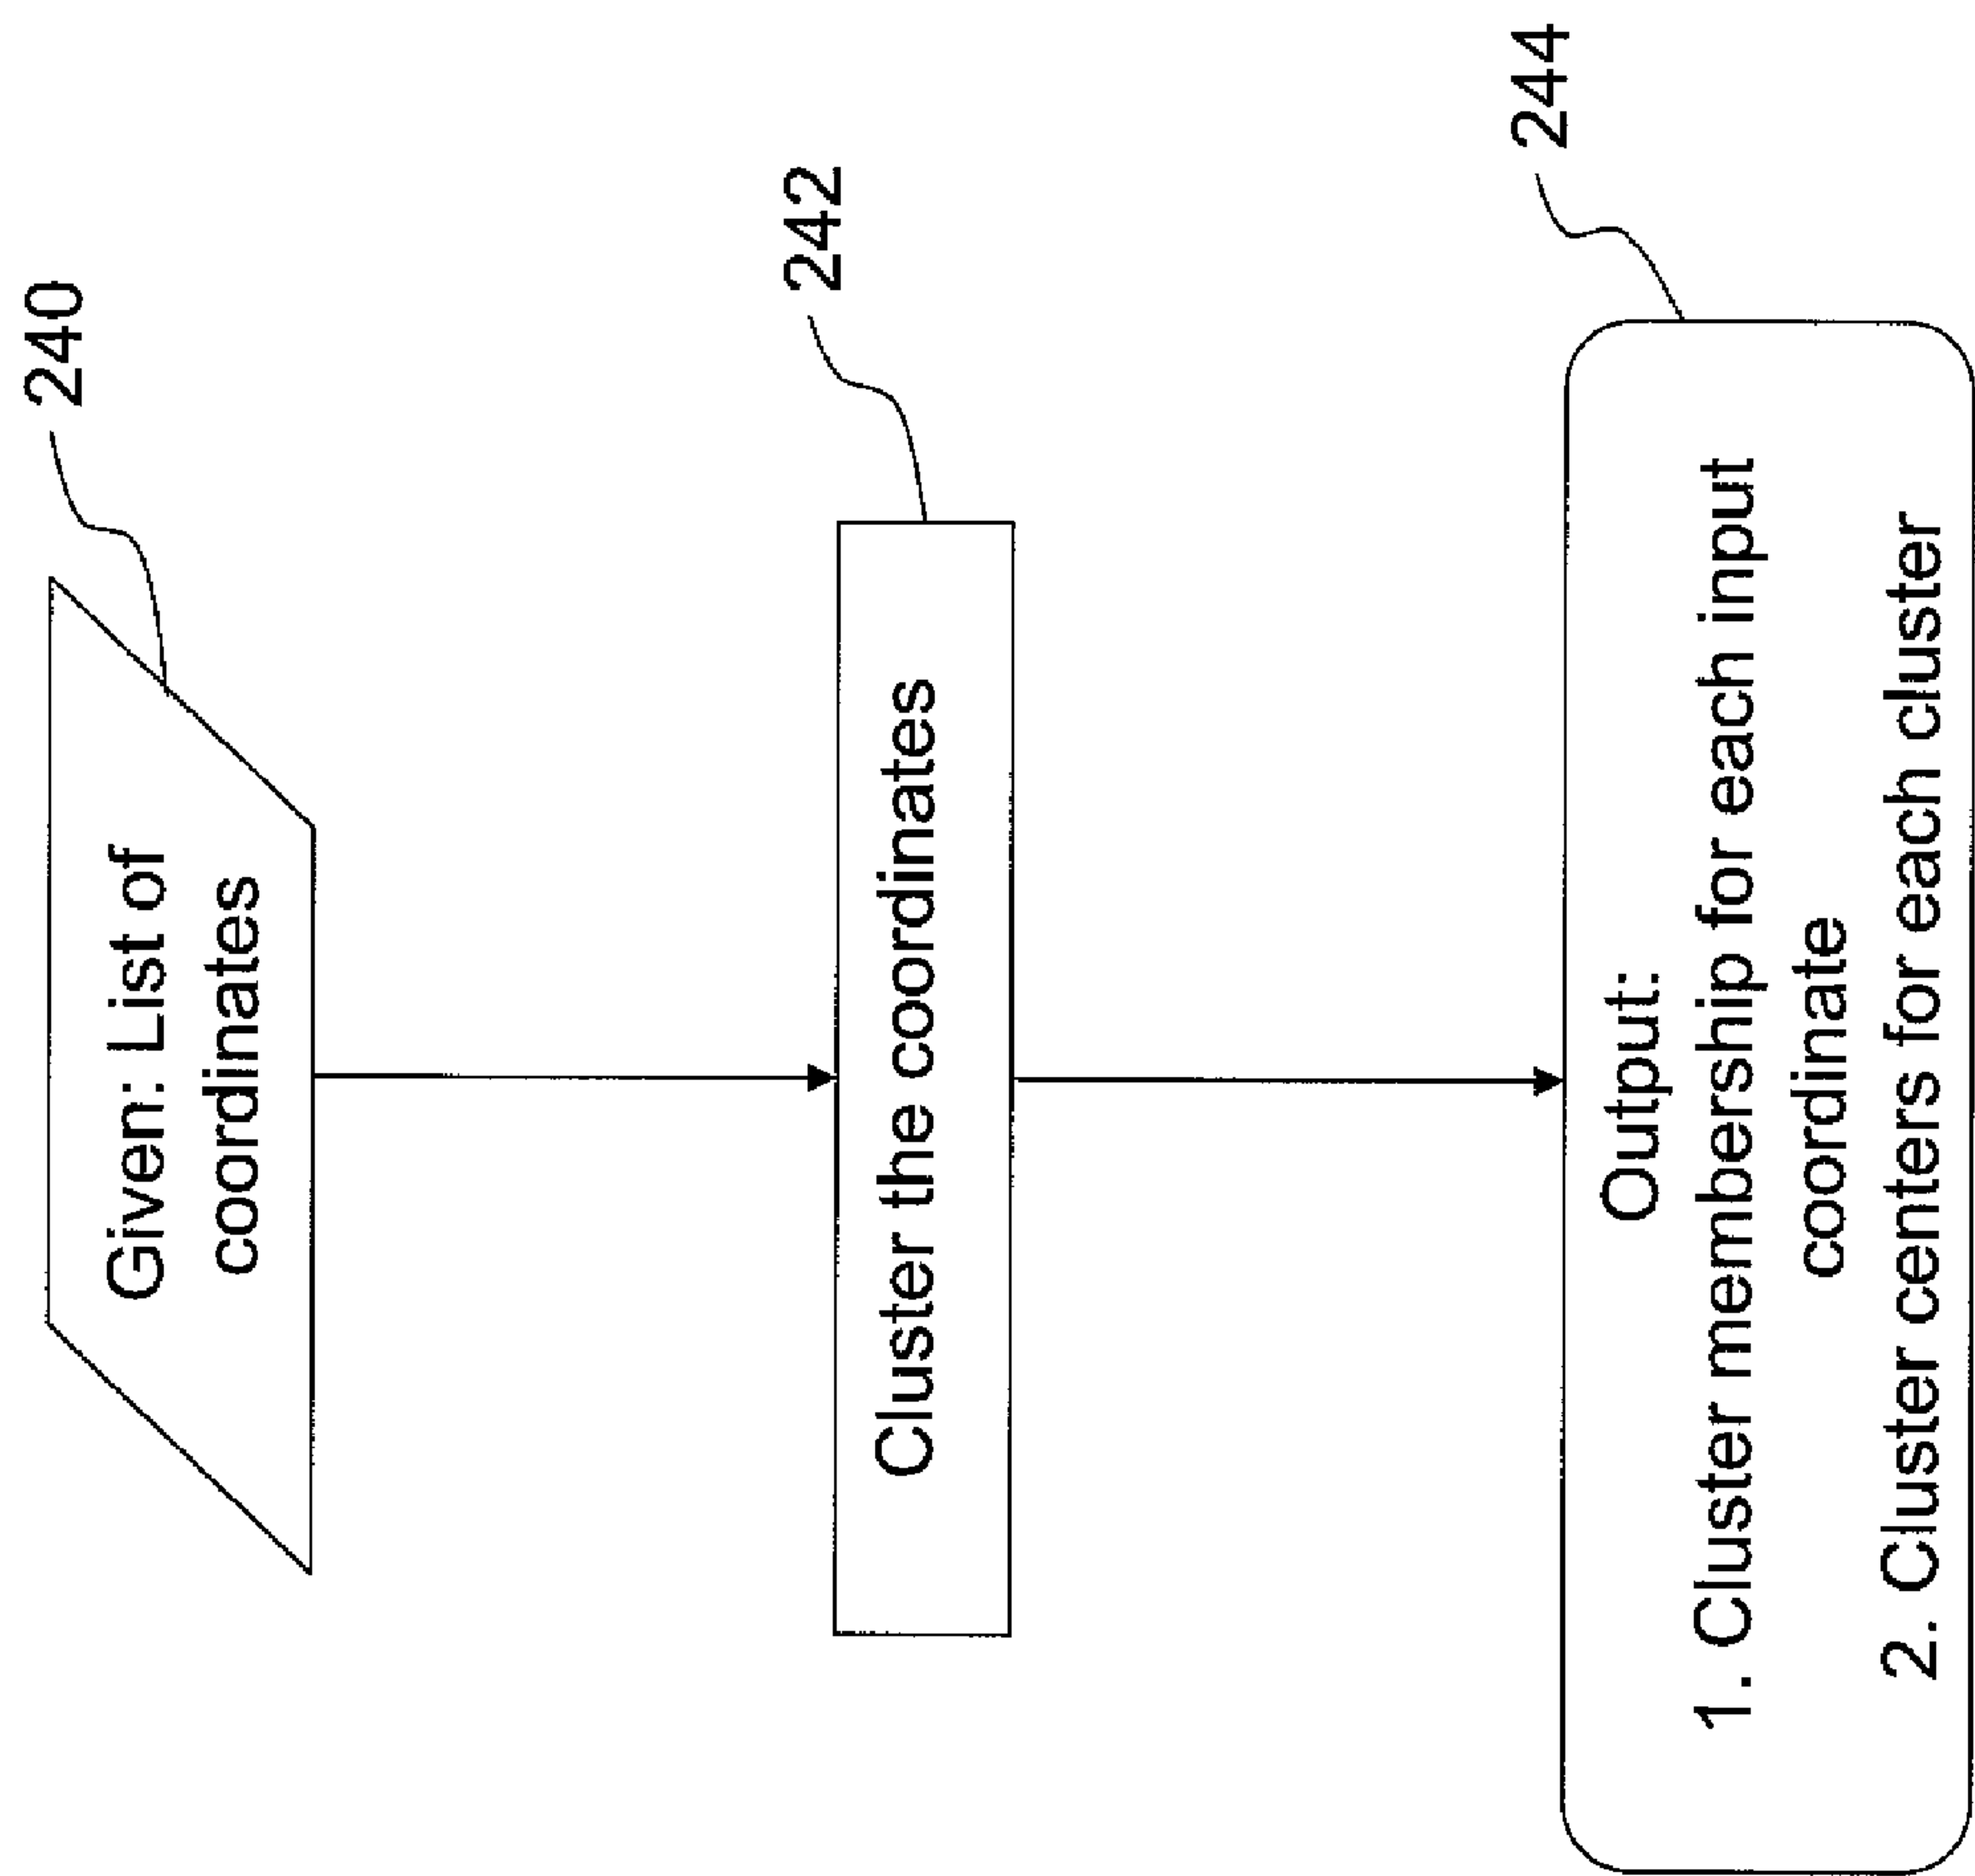 240
Given: List of
coordinates
242
Cluster the coordinates
244
Output:
1. Cluster membership for each input
coordinate
2. Cluster centers for each cluster